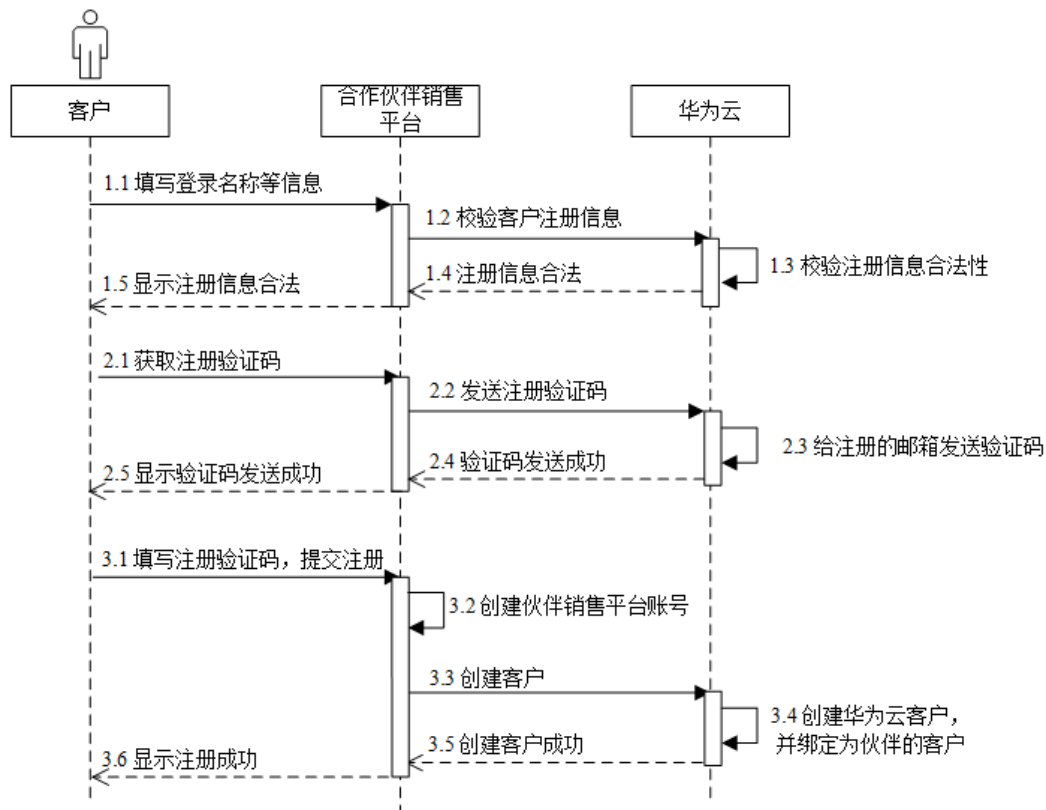 客户
合作伙伴销售
平台
华为云
1.1 填写登录名称等信息
1.2 校验客户注册信息
1.3 校验注册信息合法性
1.4 注册信息合法
1.5 显示注册信息合法
2.1 获取注册验证码
2.2 发送注册验证码
2.3 给注册的邮箱发送验证码
2.4 验证码发送成功
2.5 显示验证码发送成功
3.1 填写注册验证码，提交注册
3.2 创建伙伴销售平台账号
3.3 创建客户
3.4 创建华为云客户，
并绑定为伙伴的客户
3.5 创建客户成功
3.6 显示注册成功